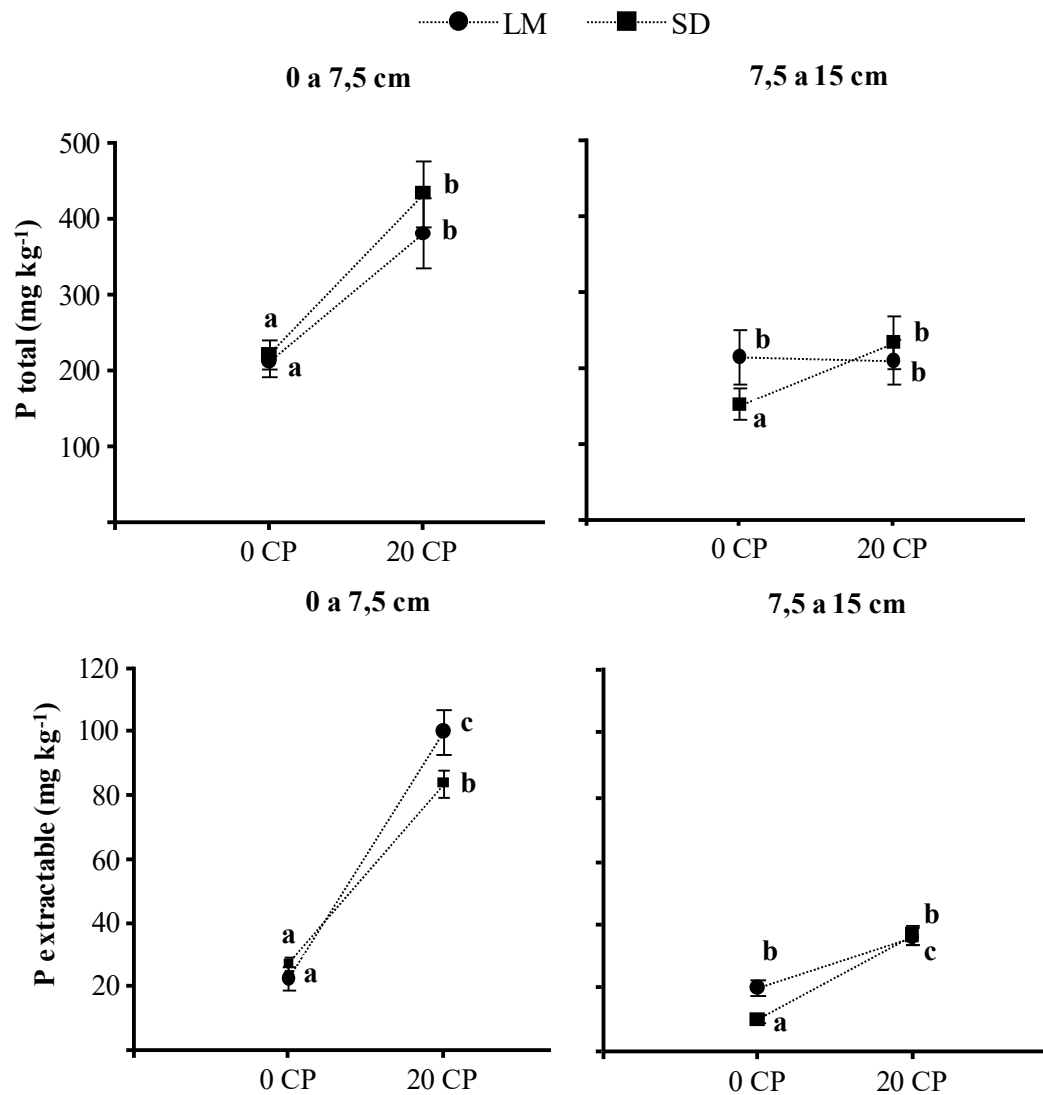 LM SD
0 a 7,5 cm 7,5 a 15 cm
P total (mg kg-1)
500
400
300
200
100
a
a
b
b
b
a
b
b
0 CP 20 CP 0 CP 20 CP
0 a 7,5 cm 7,5 a 15 cm
P extractable (mg kg-1)
120
100
80
60
40
20
a
a
c
b
b
a
b
c
0 CP 20 CP 0 CP 20 CP